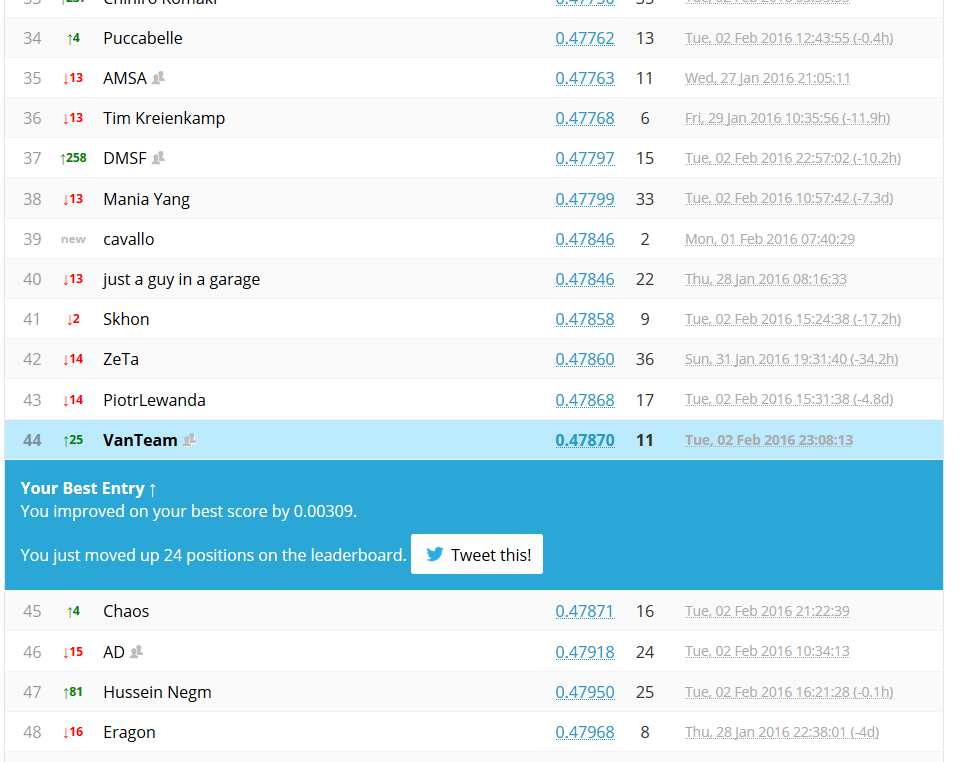 34 ↑4 Puccabelle 0.47762 13 Tue, 02 Feb 2016 12:43:55 (-0.4h)
35 ↓13 AMSA 0.47763 11 Wed, 27 Jan 2016 21:05:11
36 ↓13 Tim Kreienkamp 0.47768 6 Fri, 29 Jan 2016 10:35:56 (-11.9h)
37 ↑258 DMSF 0.47797 15 Tue, 02 Feb 2016 22:57:02 (-10.2h)
38 ↓13 Mania Yang 0.47799 33 Tue, 02 Feb 2016 10:57:42 (-7.3d)
39 new cavallo 0.47846 2 Mon, 01 Feb 2016 07:40:29
40 ↓13 just a guy in a garage 0.47846 22 Thu, 28 Jan 2016 08:16:33
41 ↓2 Skhon 0.47858 9 Tue, 02 Feb 2016 15:24:38 (-17.2h)
42 ↓14 ZeTa 0.47860 36 Sun, 31 Jan 2016 19:31:40 (-34.2h)
43 ↓14 PiotrLewanda 0.47868 17 Tue, 02 Feb 2016 15:31:38 (-4.8d)
44 ↑25 VanTeam 0.47870 11 Tue, 02 Feb 2016 23:08:13
Your Best Entry ↑
You improved on your best score by 0.00309.
You just moved up 24 positions on the leaderboard. Tweet this!
45 ↑4 Chaos 0.47871 16 Tue, 02 Feb 2016 21:22:39
46 ↓15 AD 0.47918 24 Tue, 02 Feb 2016 10:34:13
47 ↑81 Hussein Negm 0.47950 25 Tue, 02 Feb 2016 16:21:28 (-0.1h)
48 ↓16 Eragon 0.47968 8 Thu, 28 Jan 2016 22:38:01 (-4d)